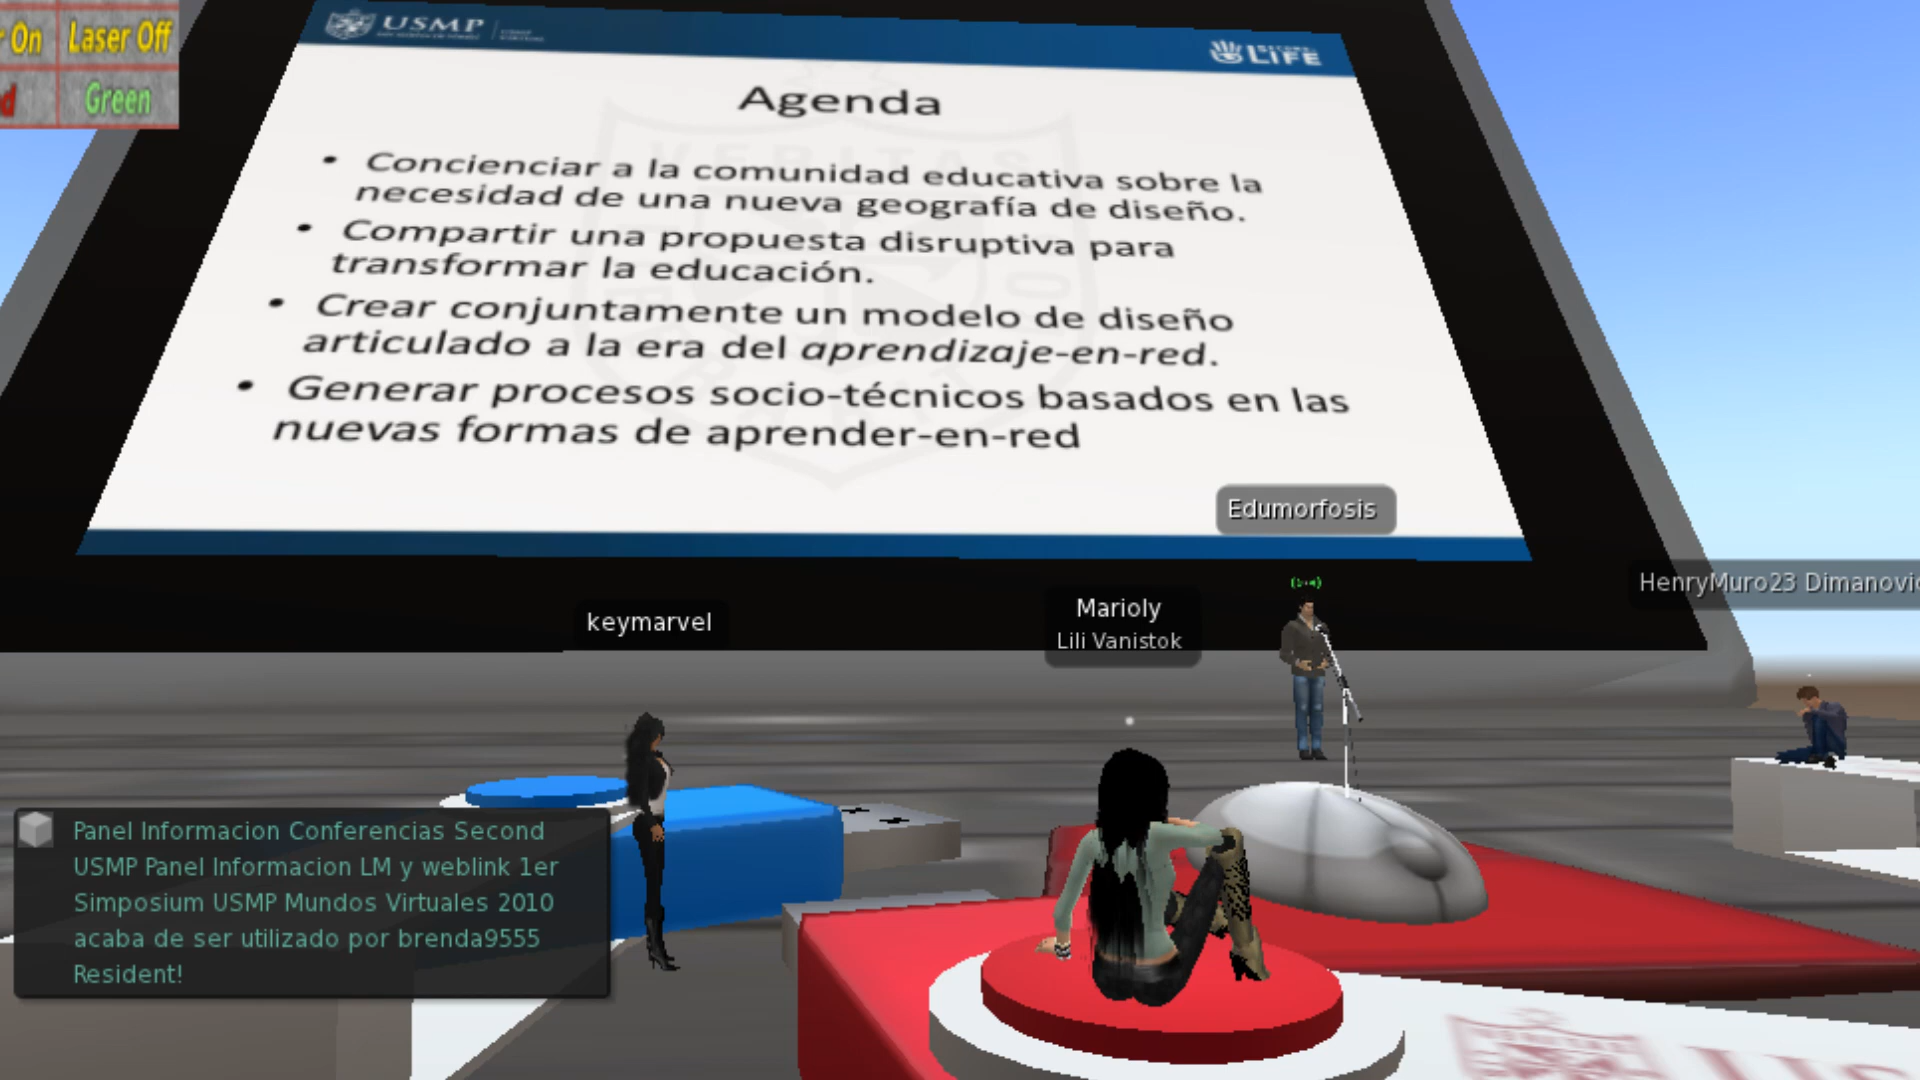 On Laser Off
Green
USMP
LIFE
Agenda
• Concienciar a la comunidad educativa sobre la
necesidad de una nueva geografía de diseño.
• Compartir una propuesta disruptiva para
transformar la educación.
• Crear conjuntamente un modelo de diseño
articulado a la era del aprendizaje-en-red.
• Generar procesos socio-técnicos basados en las
nuevas formas de aprender-en-red
VERITAS
Edumorfosis
HenryMuro23 Dimanovic
keymarvel
Marioly
Lili Vanistok
Panel Informacion Conferencias Second
USMP Panel Informacion LM y weblink 1er
Simposium USMP Mundos Virtuales 2010
acaba de ser utilizado por brenda9555
Resident!